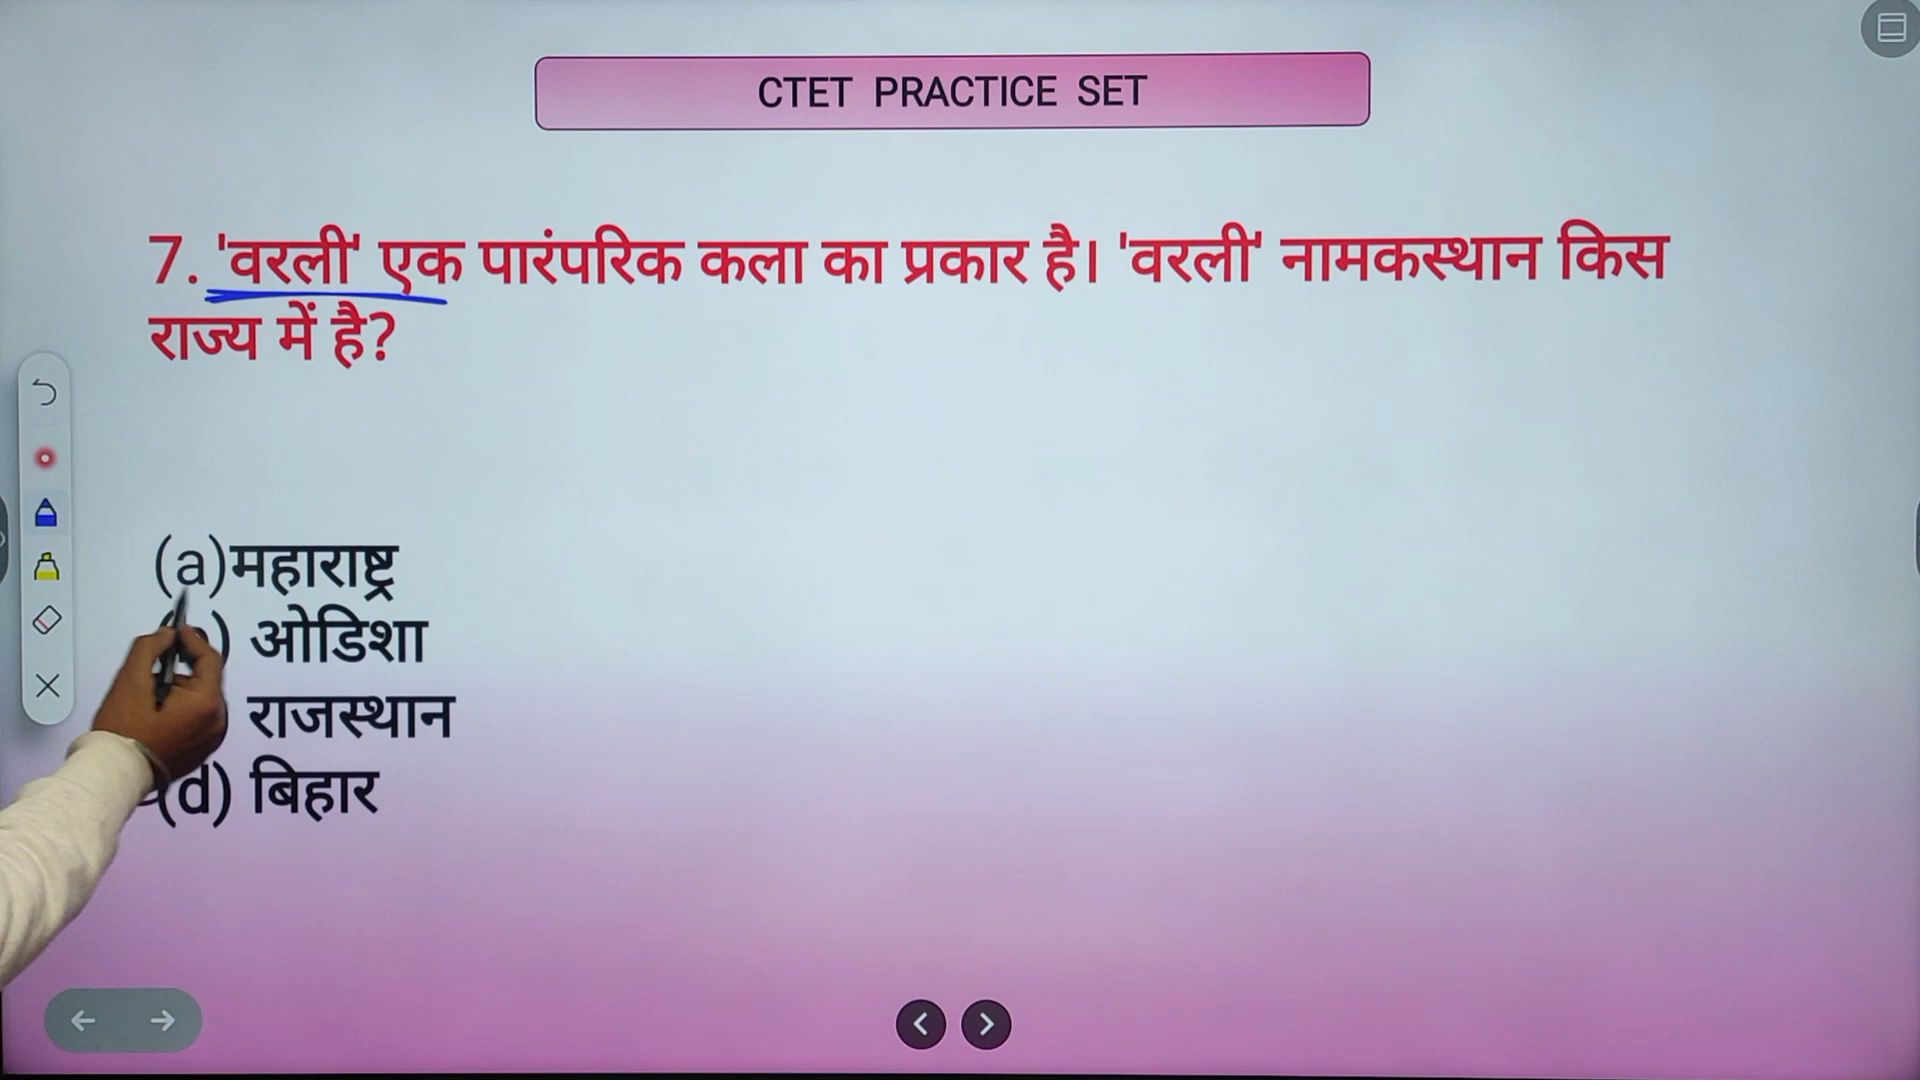 CTET PRACTICE SET
7. 'वरली' एक पारंपरिक कला का प्रकार है। 'वरली' नामकस्थान किस
राज्य में है?
(a)महाराष्ट्र
ओडिशा
राजस्थान
(d) बिहार